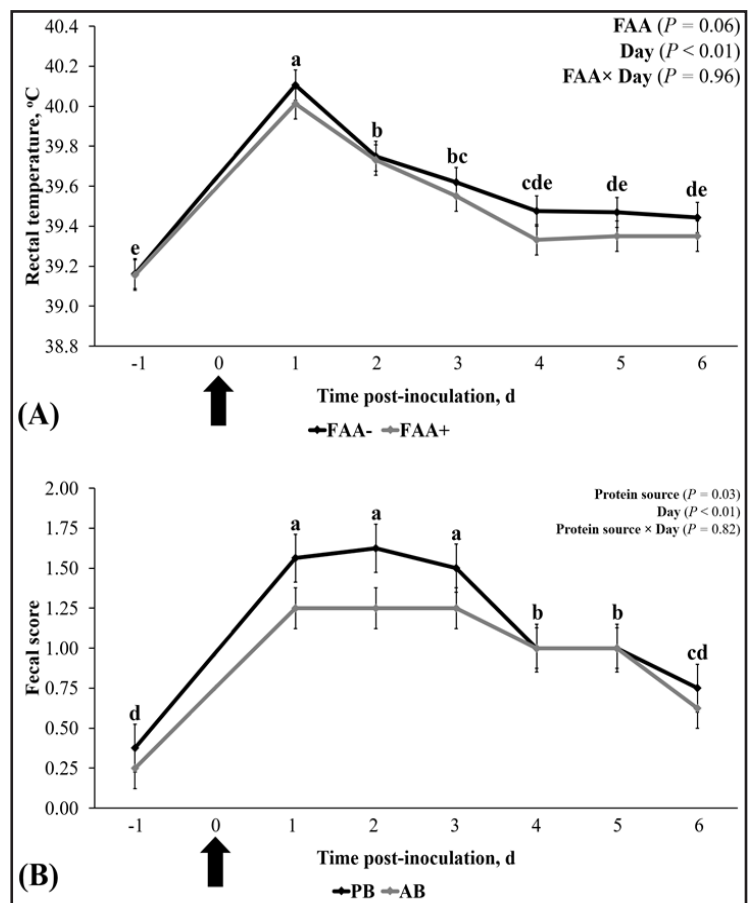 40.4
40.2
40.0
39.8
39.6
39.4
39.2
39.0
38.8
Rectal temperature, ºC
FAA (P = 0.06)
Day (P < 0.01)
FAA× Day (P = 0.96)
e
a
b
bc
cde
de
de
-1 0 1 2 3 4 5 6
Time post-inoculation, d
(A)
FAA- FAA+
2.00
1.75
1.50
1.25
1.00
0.75
0.50
0.25
0.00
Fecal score
Protein source (P = 0.03)
Day (P < 0.01)
Protein source × Day (P = 0.82)
d
a
a
a
b
b
cd
-1 0 1 2 3 4 5 6
Time post-inoculation, d
(B)
PB AB